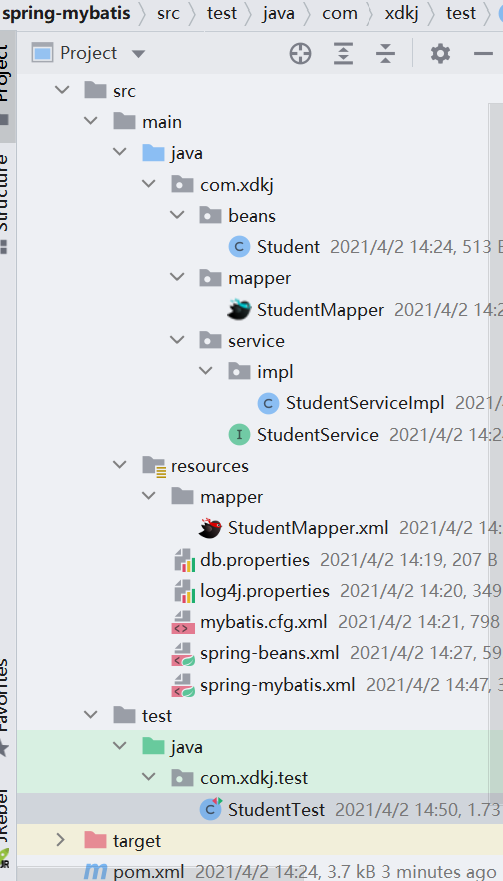 spring-mybatis src test java com xdkj test
Project
Project
Structure
Favorites
JRebel
src
main
java
com.xdkj
beans
Student 2021/4/2 14:24, 513
mapper
StudentMapper 2021/4/2 14:2
service
impl
StudentServiceImpl 2021/
StudentService 2021/4/2 14:2
resources
mapper
StudentMapper.xml 2021/4/2 14:
db.properties 2021/4/2 14:19, 207 B
log4j.properties 2021/4/2 14:20, 349
mybatis.cfg.xml 2021/4/2 14:21, 798
spring-beans.xml 2021/4/2 14:27, 59
spring-mybatis.xml 2021/4/2 14:47,
test
java
com.xdkj.test
StudentTest 2021/4/2 14:50, 1.73
target
pom.xml 2021/4/2 14:24, 3.7 kB 3 minutes ago